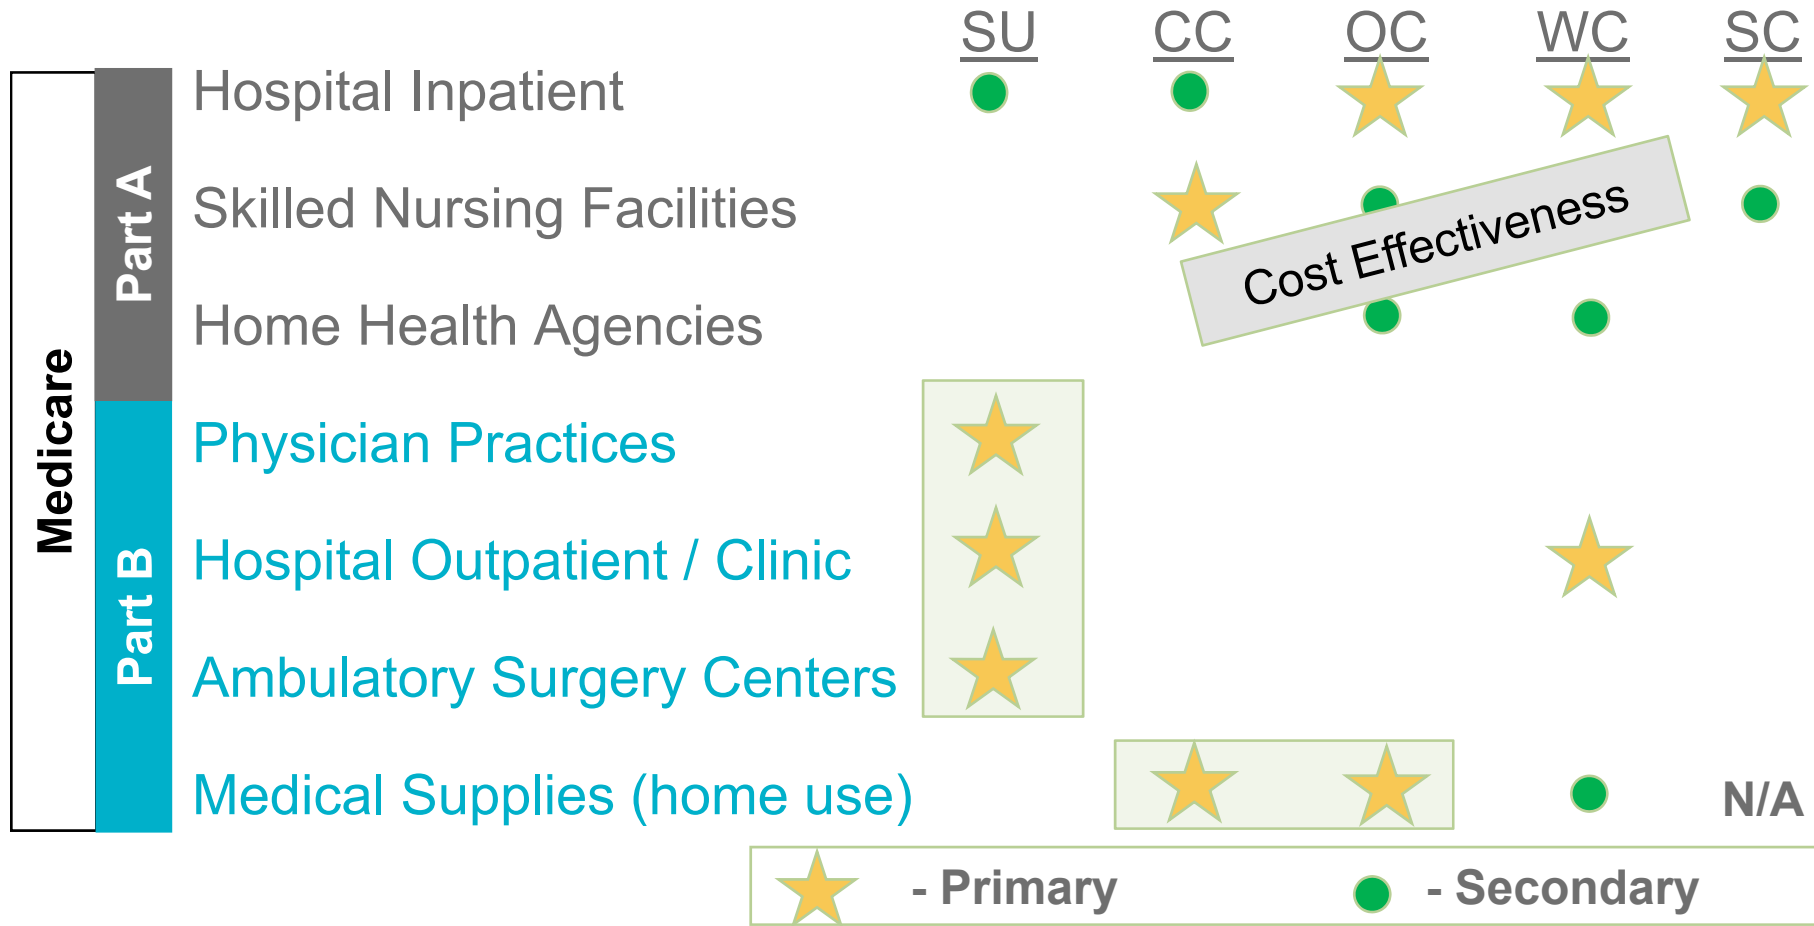 SU CC OC WC SC
Hospital Inpatient
Skilled Nursing Facilities
Cost Effectiveness
Home Health Agencies
Physician Practices
Hospital Outpatient / Clinic
Ambulatory Surgery Centers
Medical Supplies (home use) N/A
Medicare
Part A
Part B
- Primary - Secondary